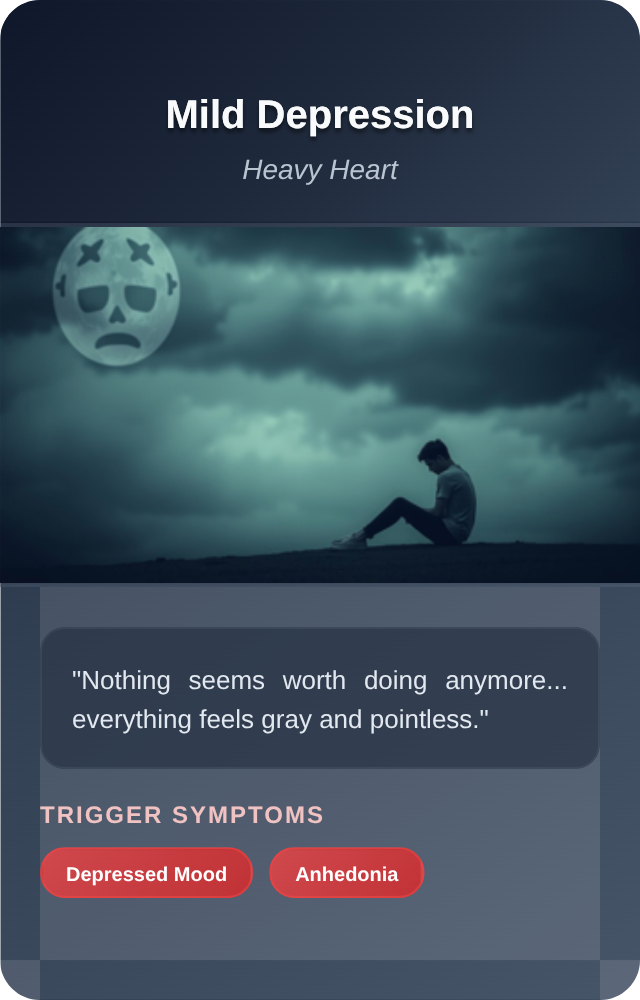 Mild Depression
Heavy Heart
"Nothing seems worth doing anymore...
everything feels gray and pointless."
TRIGGER SYMPTOMS
Depressed Mood
Anhedonia